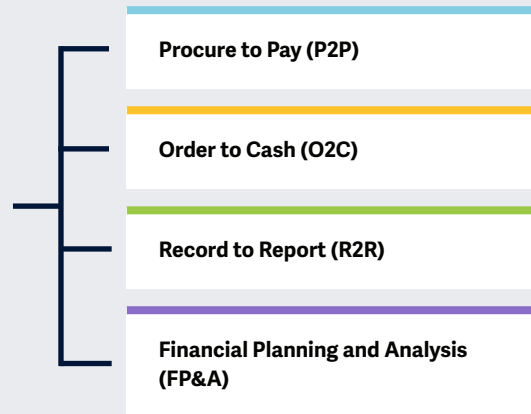 Procure to Pay (P2P)
Order to Cash (O2C)
Record to Report (R2R)
Financial Planning and Analysis
(FP&A)